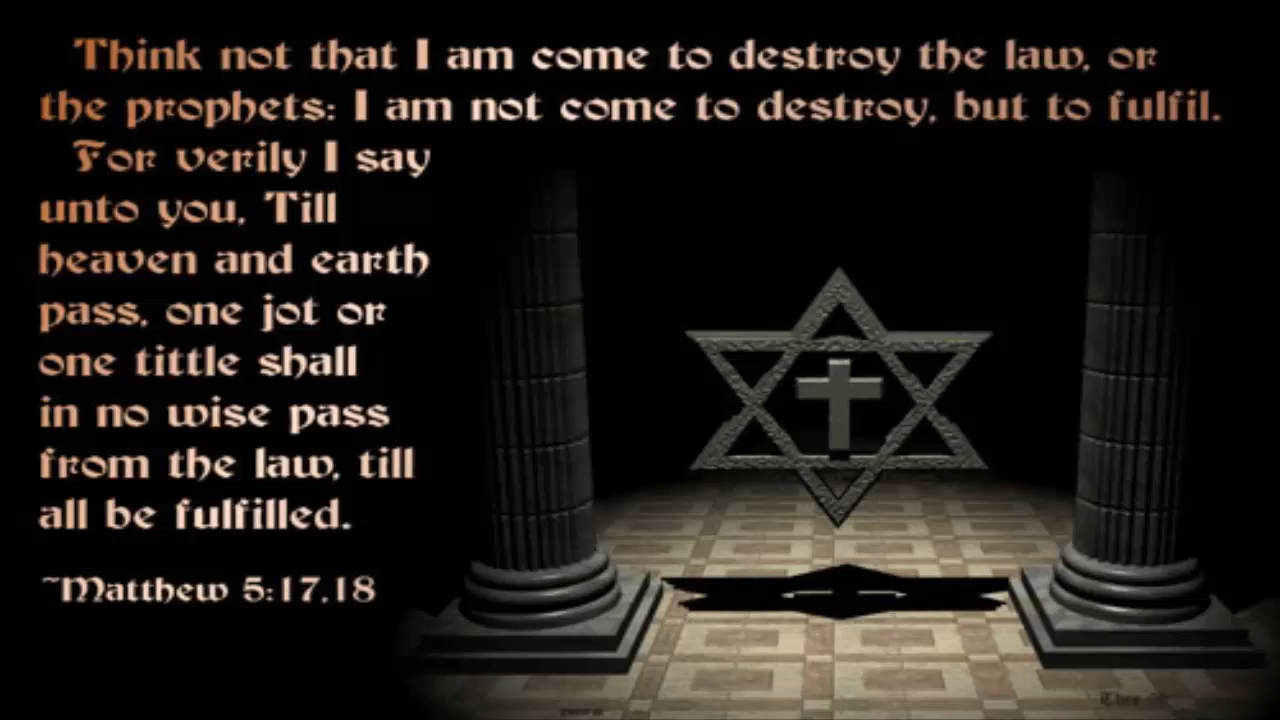 Think not that I am come to destroy the law, or
the prophets: I am not come to destroy, but to fulfil.
For verily I say
unto you, Till
heaven and earth
pass, one jot or
one tittle shall
in no wise pass
from the law, till
all be fulfilled.
~Matthew 5:17,18